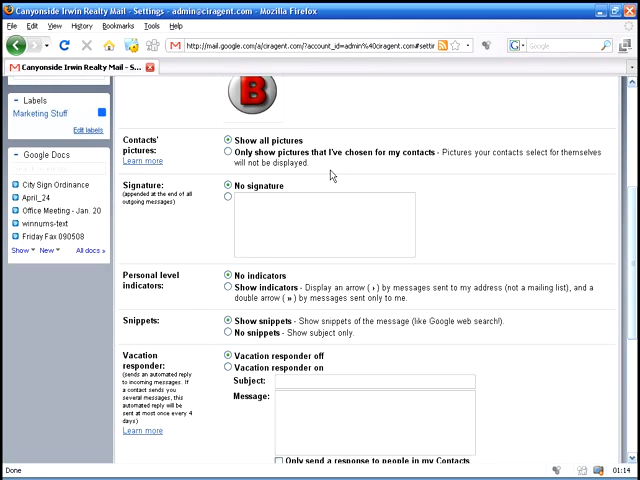 Canyonside Irwin Realty Mail - Settings - admin@ciragent.com - Mozilla Firefox
File Edit View History Bookmarks Tools Help
http://mail.google.com/a/ciragent.com/?account_id=admin%40ciragent.com#settir
Google
Canyonside Irwin Realty Mail - S...
Labels
Marketing Stuff
Edit labels
Google Docs
City Sign Ordinance
April_24
Office Meeting - Jan. 20
winnums-text
Friday Fax 090508
Show New All docs »
B
Contacts' pictures:
Learn more
Show all pictures
Only show pictures that I've chosen for my contacts - Pictures your contacts select for themselves
will not be displayed.
Signature:
(appended at the end of all
outgoing messages)
No signature
Personal level
indicators:
No indicators
Show indicators - Display an arrow ( › ) by messages sent to my address (not a mailing list), and a
double arrow ( » ) by messages sent only to me.
Snippets:
Show snippets - Show snippets of the message (like Google web search!).
No snippets - Show subject only.
Vacation
responder:
(sends an automated reply
to incoming messages. If
a contact sends you
several messages, this
automated reply will be
sent at most once every 4
days)
Learn more
Vacation responder off
Vacation responder on
Subject:
Message:
Only send a response to people in my Contacts
Done
01:14